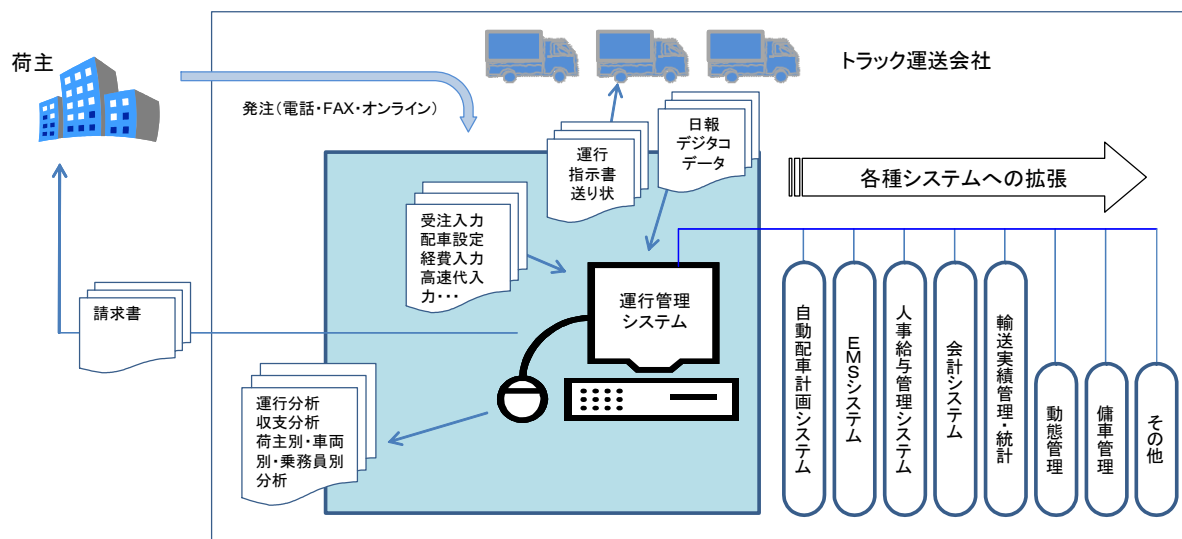 荷主
トラック運送会社
発注(電話・FAX・オンライン)
日報
デジタコ
データ
運行
指示書
送り状
各種システムへの拡張
受注入力
配車設定
経費入力
高速代入
力・・・
運行管理
システム
請求書
運行分析
収支分析
荷主別・車両
別・乗務員別
分析
自動配車計画システム
EMSシステム
人事給与管理システム
会計システム
輸送実績管理・統計
動態管理
傭車管理
その他